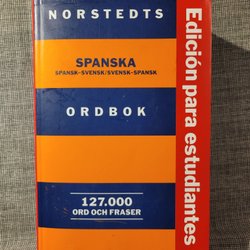 NORSTEDTS
SPANSKA
SPANSK–SVENSK/SVENSK–SPANSK
ORDBOK
127.000
ORD OCH FRASER
Edición para estudiantes